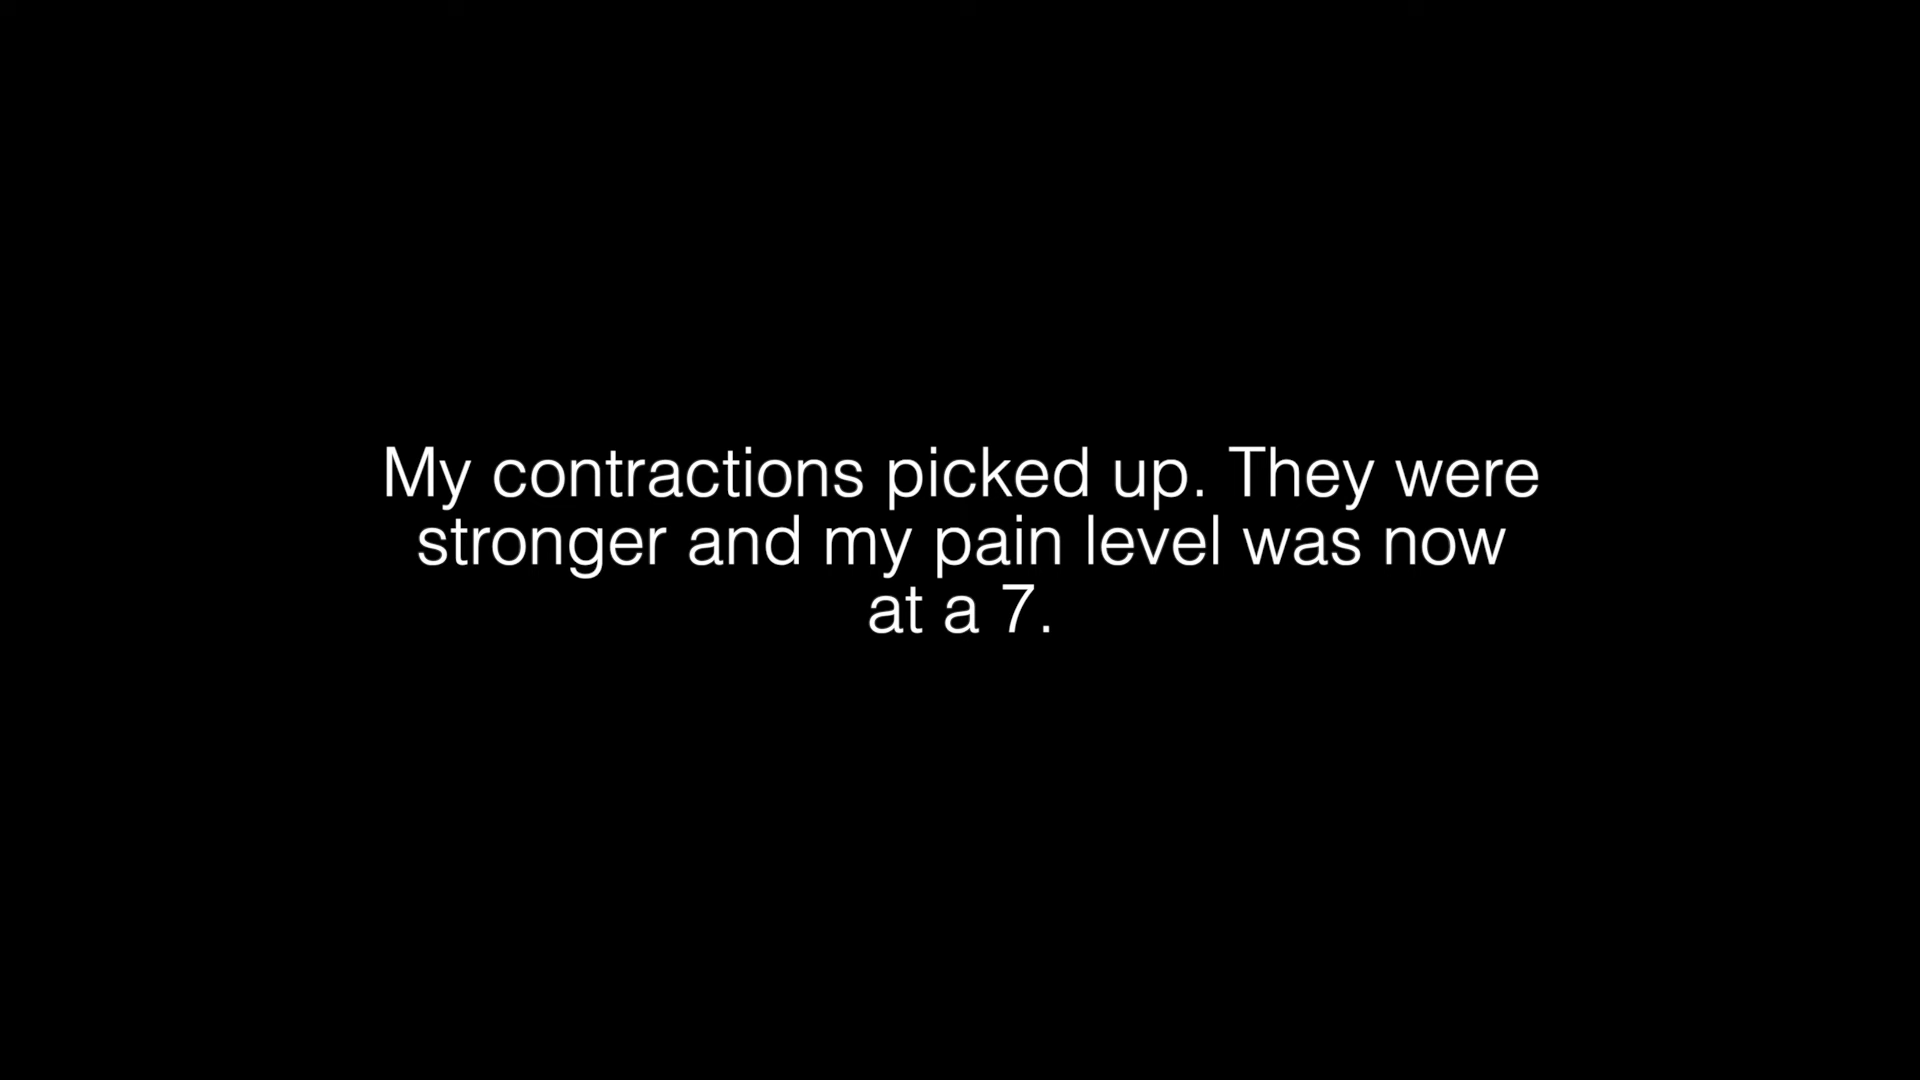 My contractions picked up. They were
stronger and my pain level was now
at a 7.